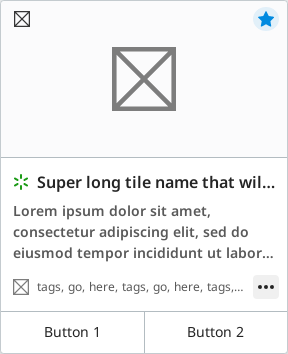 Super long tile name that wil...
Lorem ipsum dolor sit amet,
consectetur adipiscing elit, sed do
eiusmod tempor incididunt ut labor...
tags, go, here, tags, go, here, tags,...
Button 1
Button 2